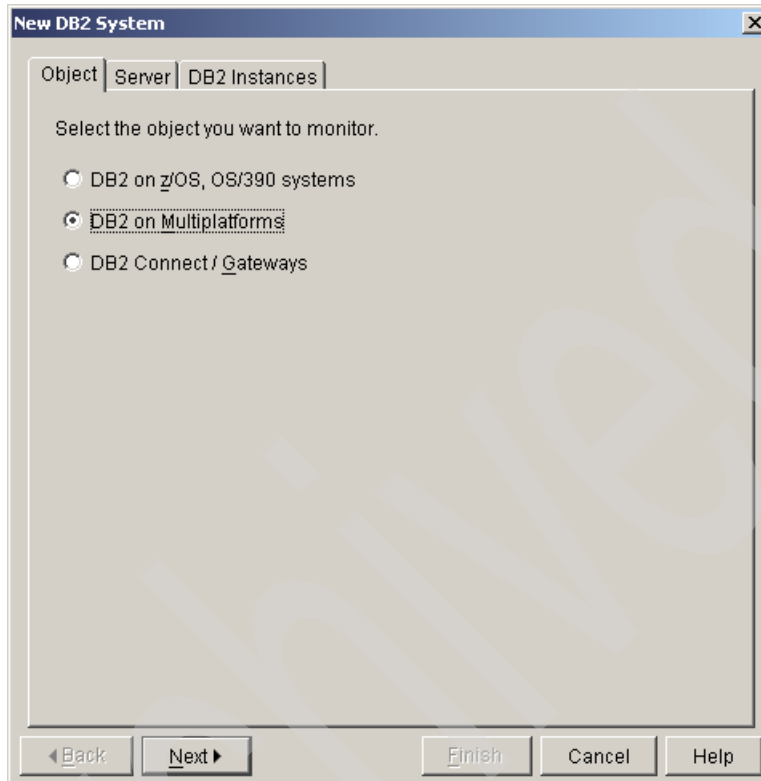 New DB2 System
Object Server DB2 Instances
Select the object you want to monitor.
DB2 on z/OS, OS/390 systems
DB2 on Multiplatforms
DB2 Connect / Gateways
Back Next Finish Cancel Help